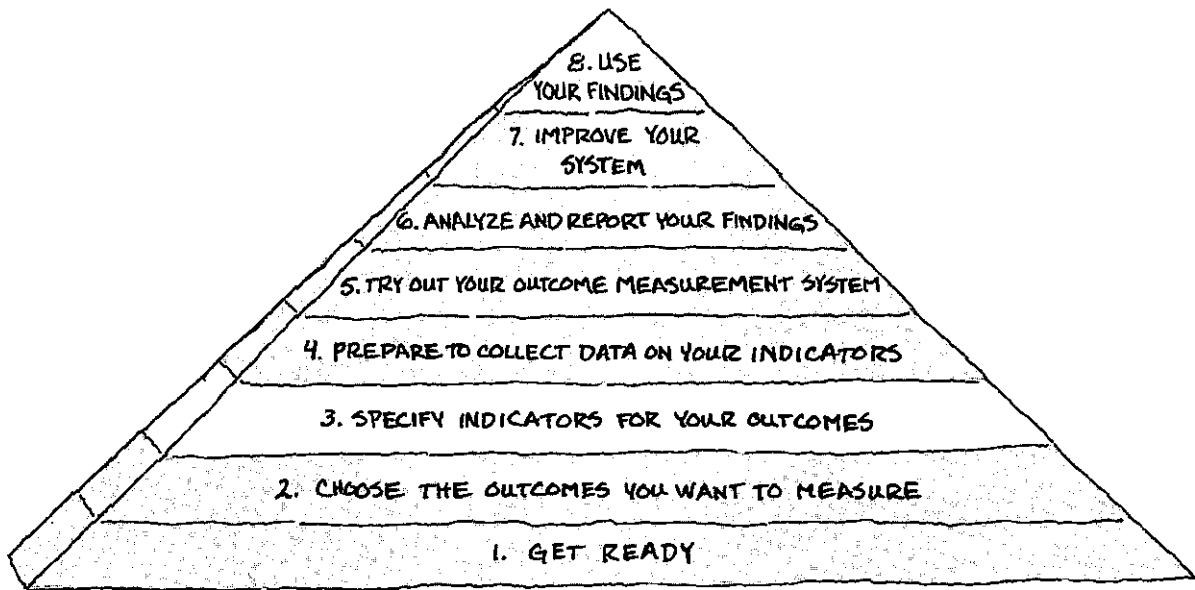 8. USE
YOUR FINDINGS
7. IMPROVE YOUR
SYSTEM
6. ANALYZE AND REPORT YOUR FINDINGS
5. TRY OUT YOUR OUTCOME MEASUREMENT SYSTEM
4. PREPARE TO COLLECT DATA ON YOUR INDICATORS
3. SPECIFY INDICATORS FOR YOUR OUTCOMES
2. CHOOSE THE OUTCOMES YOU WANT TO MEASURE
1. GET READY